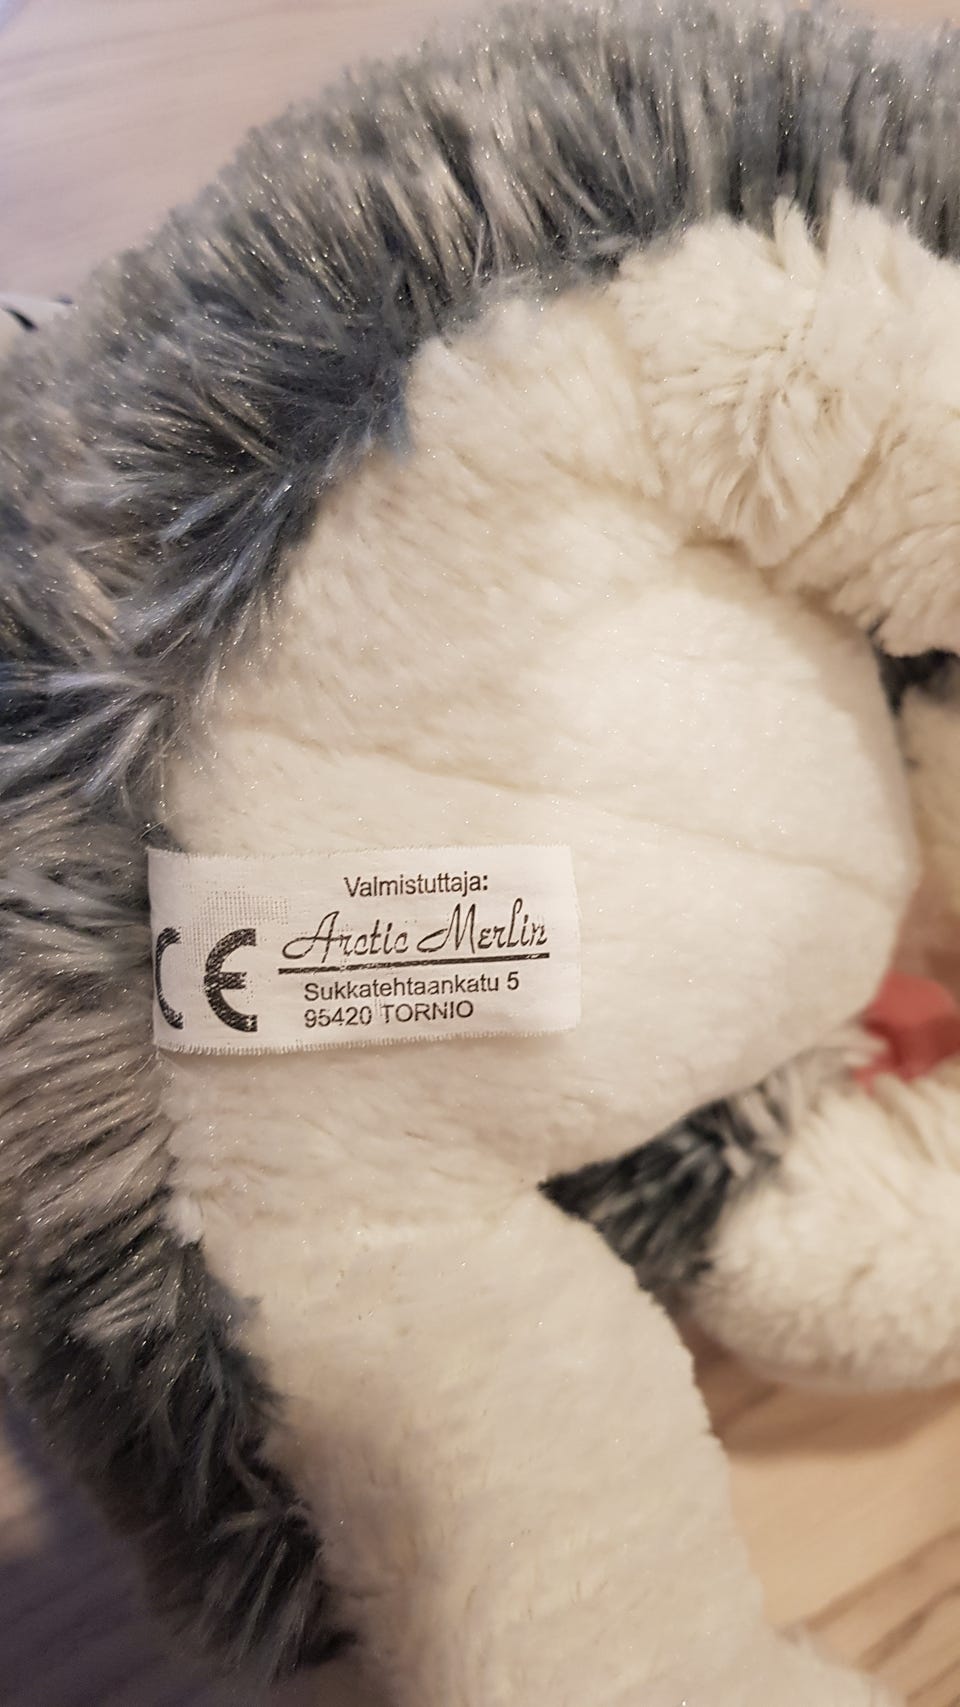 Valmistuttaja:
CE Arctic Merlin
Sukkatehtaankatu 5
95420 TORNIO